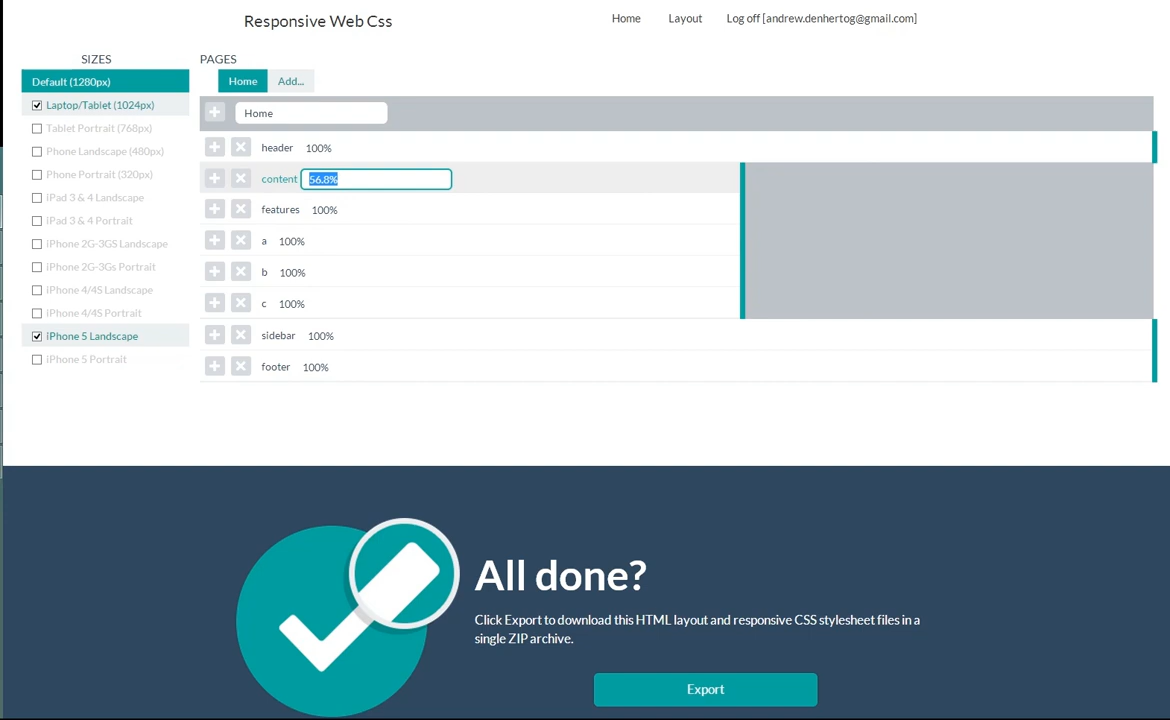 Responsive Web Css
Home Layout Log off [andrew.denhertog@gmail.com]
SIZES
Default (1280px)
Laptop/Tablet (1024px)
Tablet Portrait (768px)
Phone Landscape (480px)
Phone Portrait (320px)
iPad 3 & 4 Landscape
iPad 3 & 4 Portrait
iPhone 2G-3GS Landscape
iPhone 2G-3Gs Portrait
iPhone 4/4S Landscape
iPhone 4/4S Portrait
iPhone 5 Landscape
iPhone 5 Portrait
PAGES
Home Add...
Home
header 100%
content 56.8%
features 100%
a 100%
b 100%
c 100%
sidebar 100%
footer 100%
All done?
Click Export to download this HTML layout and responsive CSS stylesheet files in a
single ZIP archive.
Export